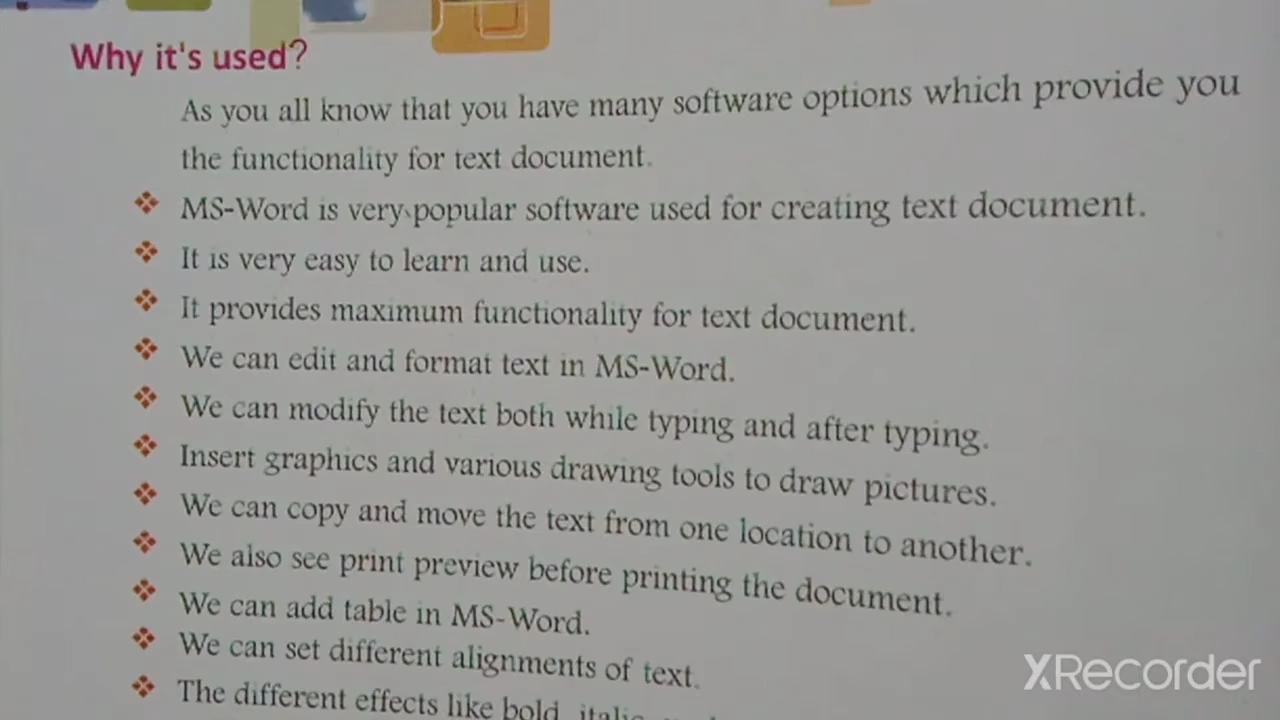 Why it's used?
As you all know that you have many software options which provide you
the functionality for text document.
MS-Word is very popular software used for creating text document.
It is very easy to learn and use.
It provides maximum functionality for text document.
We can edit and format text in MS-Word.
We can modify the text both while typing and after typing.
Insert graphics and various drawing tools to draw pictures.
We can copy and move the text from one location to another.
We also see print preview before printing the document.
We can add table in MS-Word.
We can set different alignments of text.
The different effects like bold, italic
XRecorder